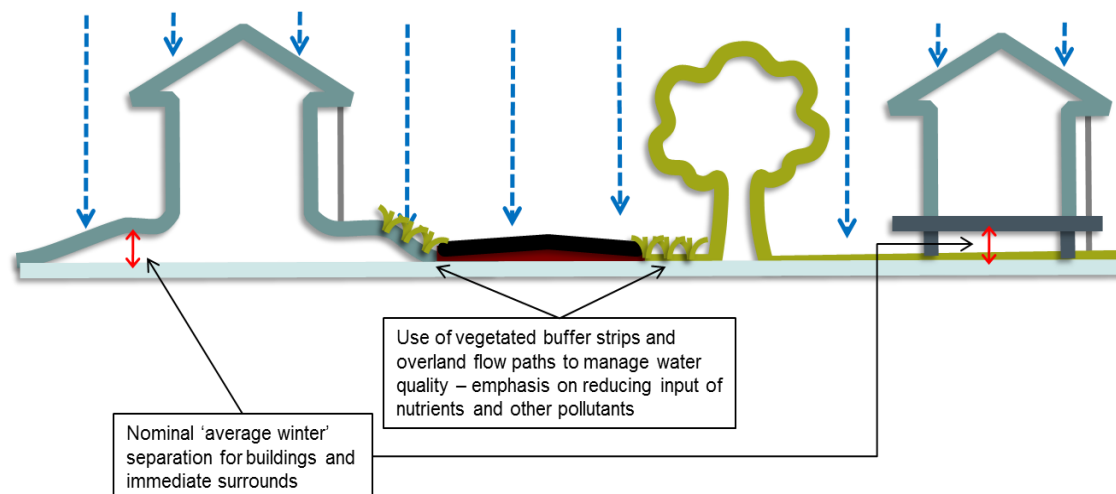 Use of vegetated buffer strips and
overland flow paths to manage water
quality – emphasis on reducing input of
nutrients and other pollutants
Nominal ‘average winter’
separation for buildings and
immediate surrounds